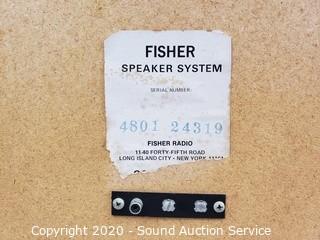 FISHER
SPEAKER SYSTEM
SERIAL NUMBER:
4801 24319
FISHER RADIO
11-40 FORTY-FIFTH ROAD
LONG ISLAND CITY - NEW YORK
Copyright 2020 - Sound Auction Service